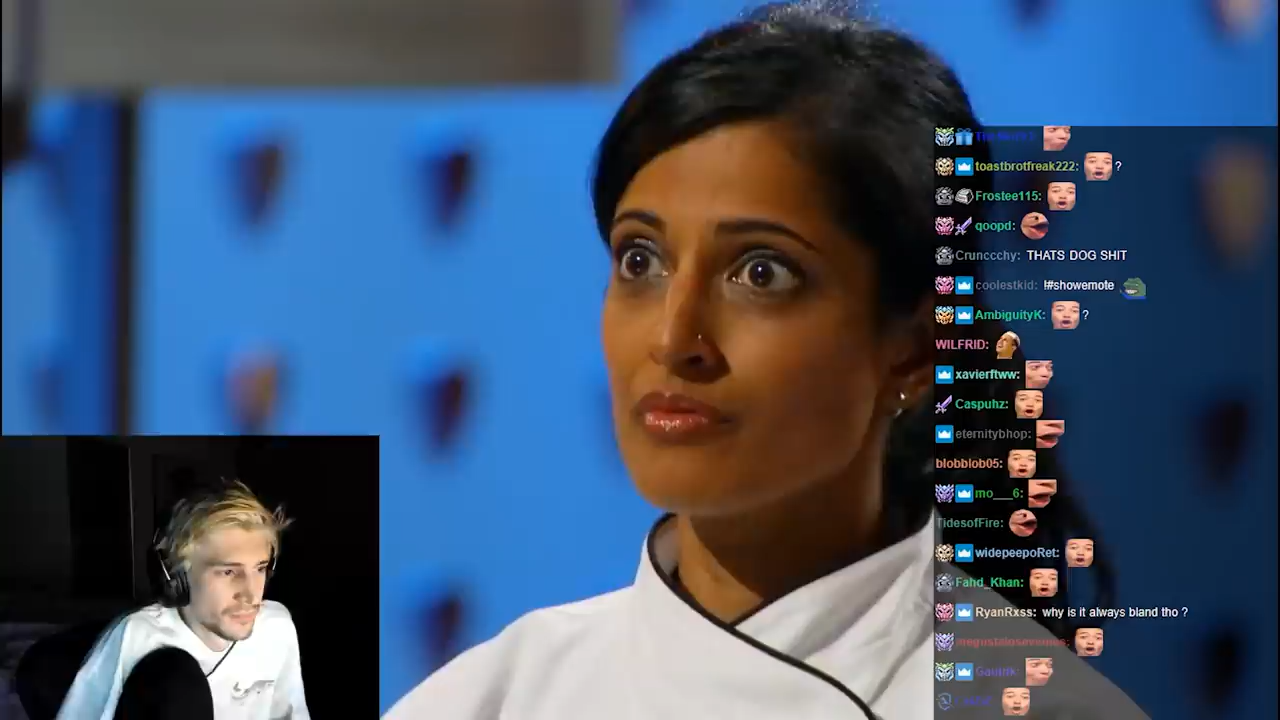 toastbrotfreak222: ?
Frostee115:
qoopd:
Crunccchy: THATS DOG SHIT
coolestkid: !#showemote
AmbiguityK: ?
WILFRID:
xavierftww:
Caspuhz:
eternitybhop:
blobblob05:
mo___6:
TidesofFire:
widepeepoRet:
Fahd_Khan:
RyanRxss: why is it always bland tho ?